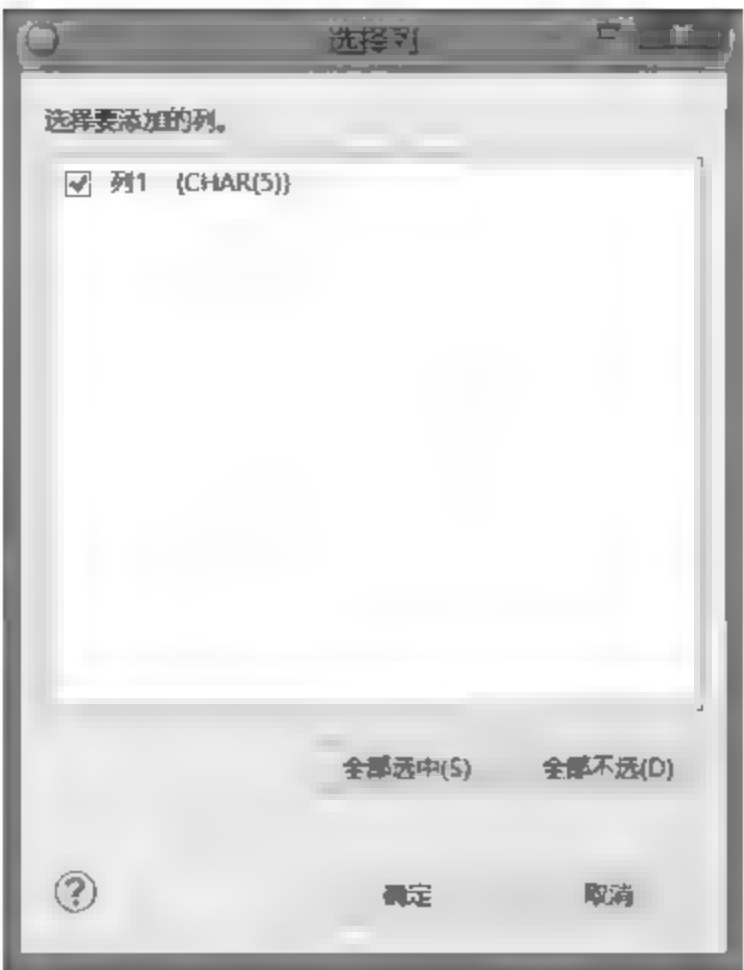 选择列
选择要添加的列。
列1 {CHAR(5)}
全部选中(S) 全部不选(D)
确定 取消